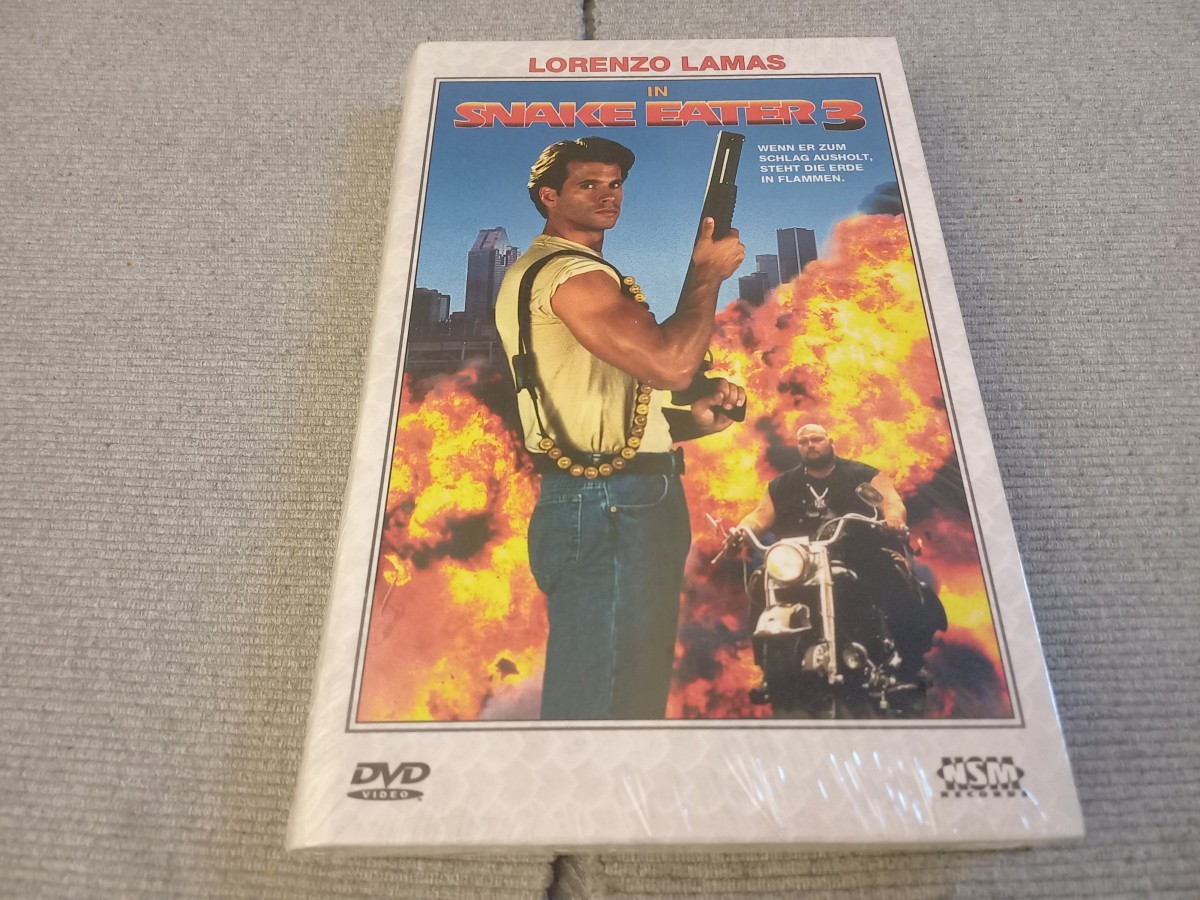 LORENZO LAMAS
IN
SNAKE EATER 3
WENN ER ZUM
SCHLAG AUSHOLT,
STEHT DIE ERDE
IN FLAMMEN.
DVD
VIDEO
NSM
RECORDS